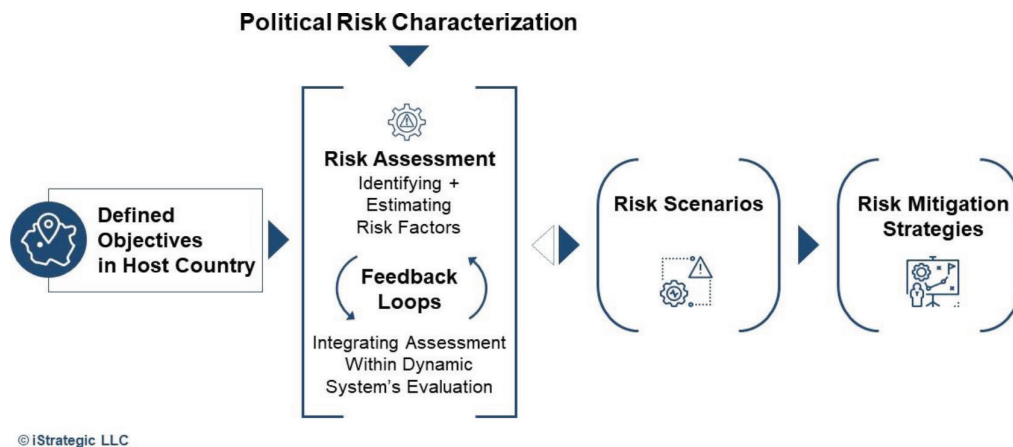 Political Risk Characterization
Defined
Objectives
in Host Country
Risk Assessment
Identifying +
Estimating
Risk Factors
Feedback
Loops
Integrating Assessment
Within Dynamic
System's Evaluation
Risk Scenarios
Risk Mitigation
Strategies
© iStrategic LLC